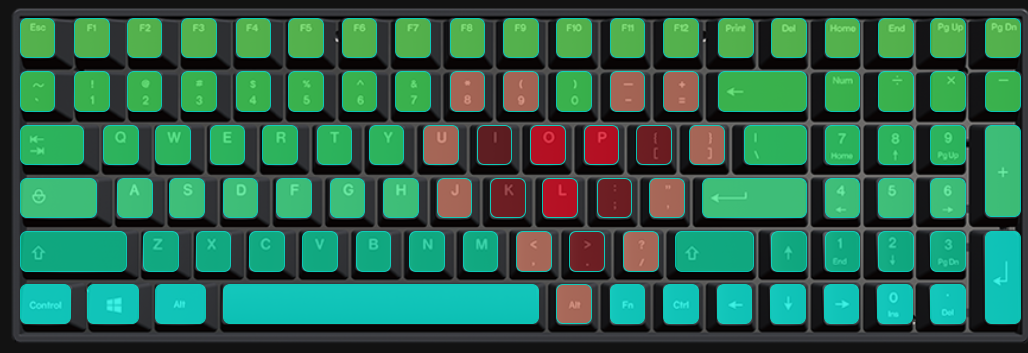 Esc F1 F2 F3 F4 F5 F6 F7 F8 F9 F10 F11 F12 Print Del Home End Pg Up Pg Dn
~ ! @ # $ % ^ & * ( ) — + Num ÷ × −
` 1 2 3 4 5 6 7 8 9 0 - = ←
⇤ Q W E R T Y U I O P { } | 7 8 9
⇥ [ ] \ Home ↑ Pg Up +
A S D F G H J K L : " 4 5 6
; ' ← →
⇧ Z X C V B N M < > ? ⇧ ↑ 1 2 3
, . / End ↓ Pg Dn
Control Alt Alt Fn Ctrl ← ↓ → 0 .
Ins Del